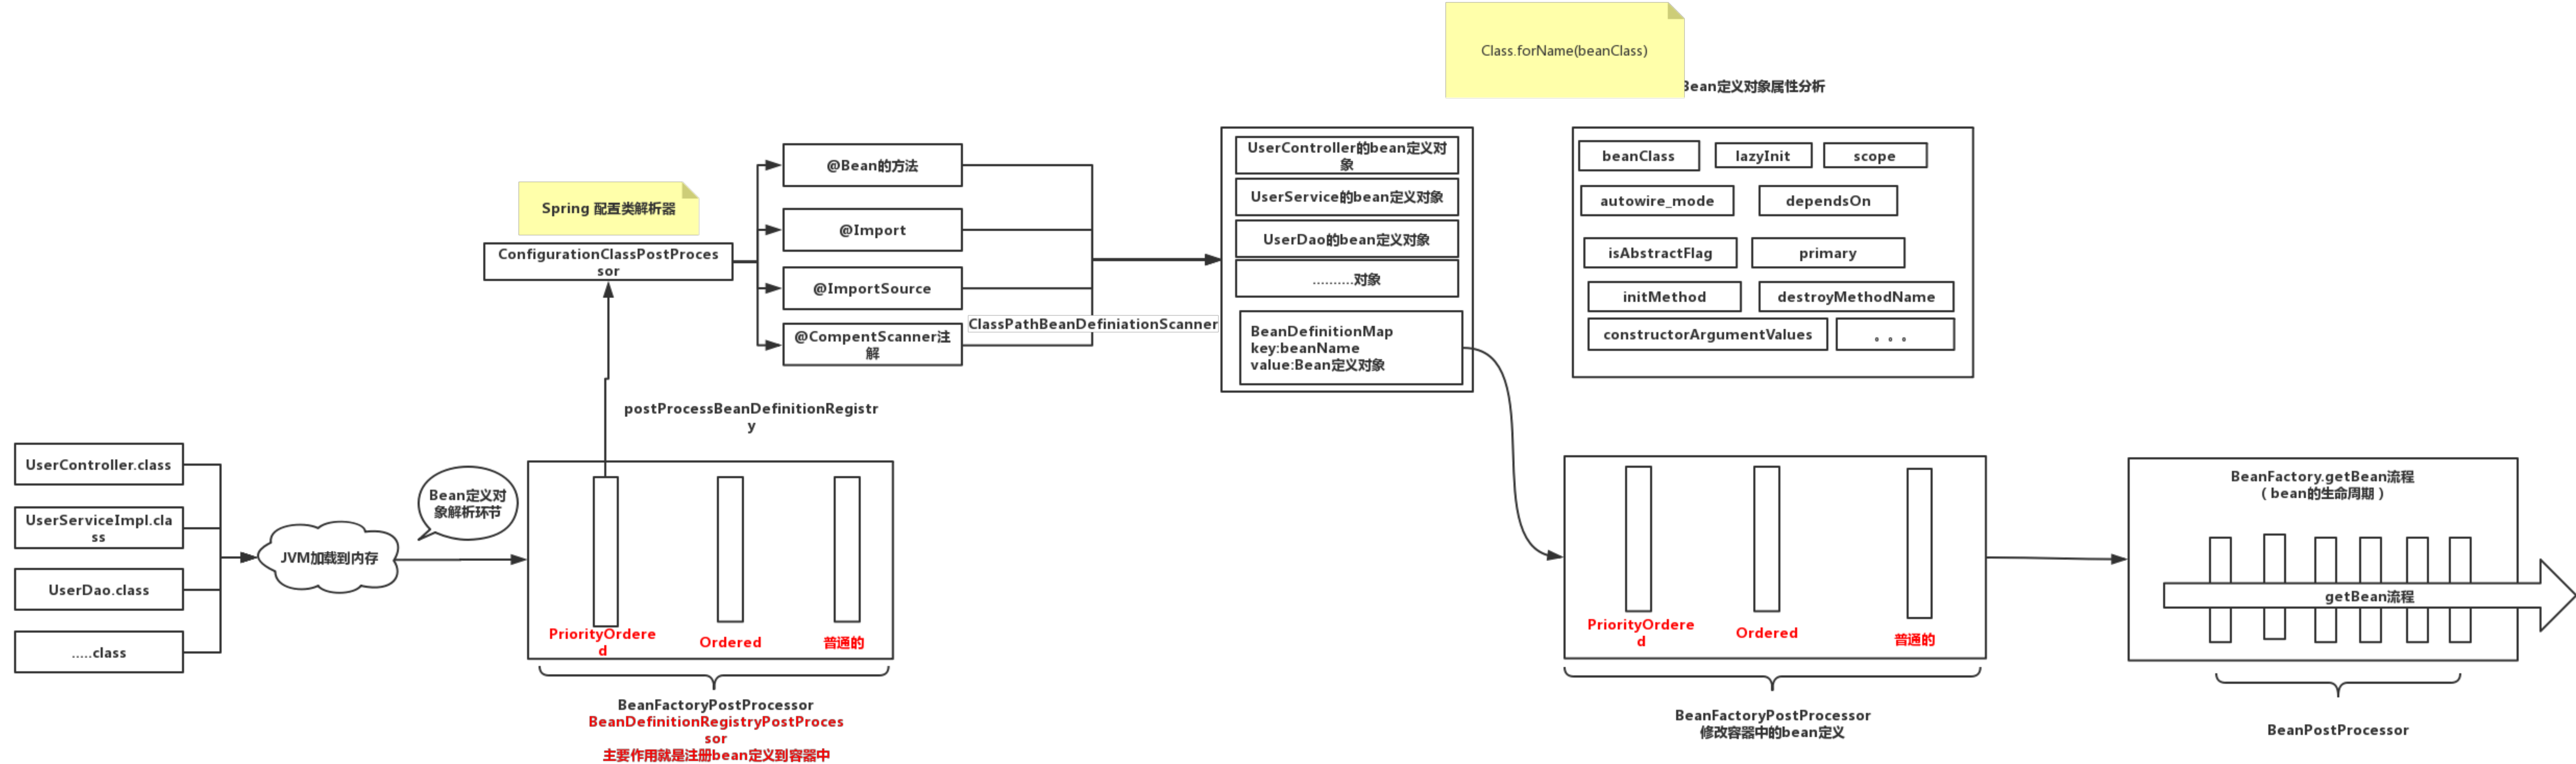 Class.forName(beanClass)
Bean定义对象属性分析
UserController.class
UserServiceImpl.cla
ss
UserDao.class
.....class
JVM加载到内存
Bean定义对
象解析环节
Spring 配置类解析器
ConfigurationClassPostProces
sor
postProcessBeanDefinitionRegistr
y
PriorityOrdere
d
Ordered
普通的
BeanFactoryPostProcessor
BeanDefinitionRegistryPostProces
sor
主要作用就是注册bean定义到容器中
@Bean的方法
@Import
@ImportSource
@CompentScanner注
解
ClassPathBeanDefiniationScanner
UserController的bean定义对
象
UserService的bean定义对象
UserDao的bean定义对象
..........对象
BeanDefinitionMap
key:beanName
value:Bean定义对象
beanClass
lazyInit
scope
autowire_mode
dependsOn
isAbstractFlag
primary
initMethod
destroyMethodName
constructorArgumentValues
。。。
PriorityOrdere
d
Ordered
普通的
BeanFactoryPostProcessor
修改容器中的bean定义
BeanFactory.getBean流程
（bean的生命周期）
getBean流程
BeanPostProcessor